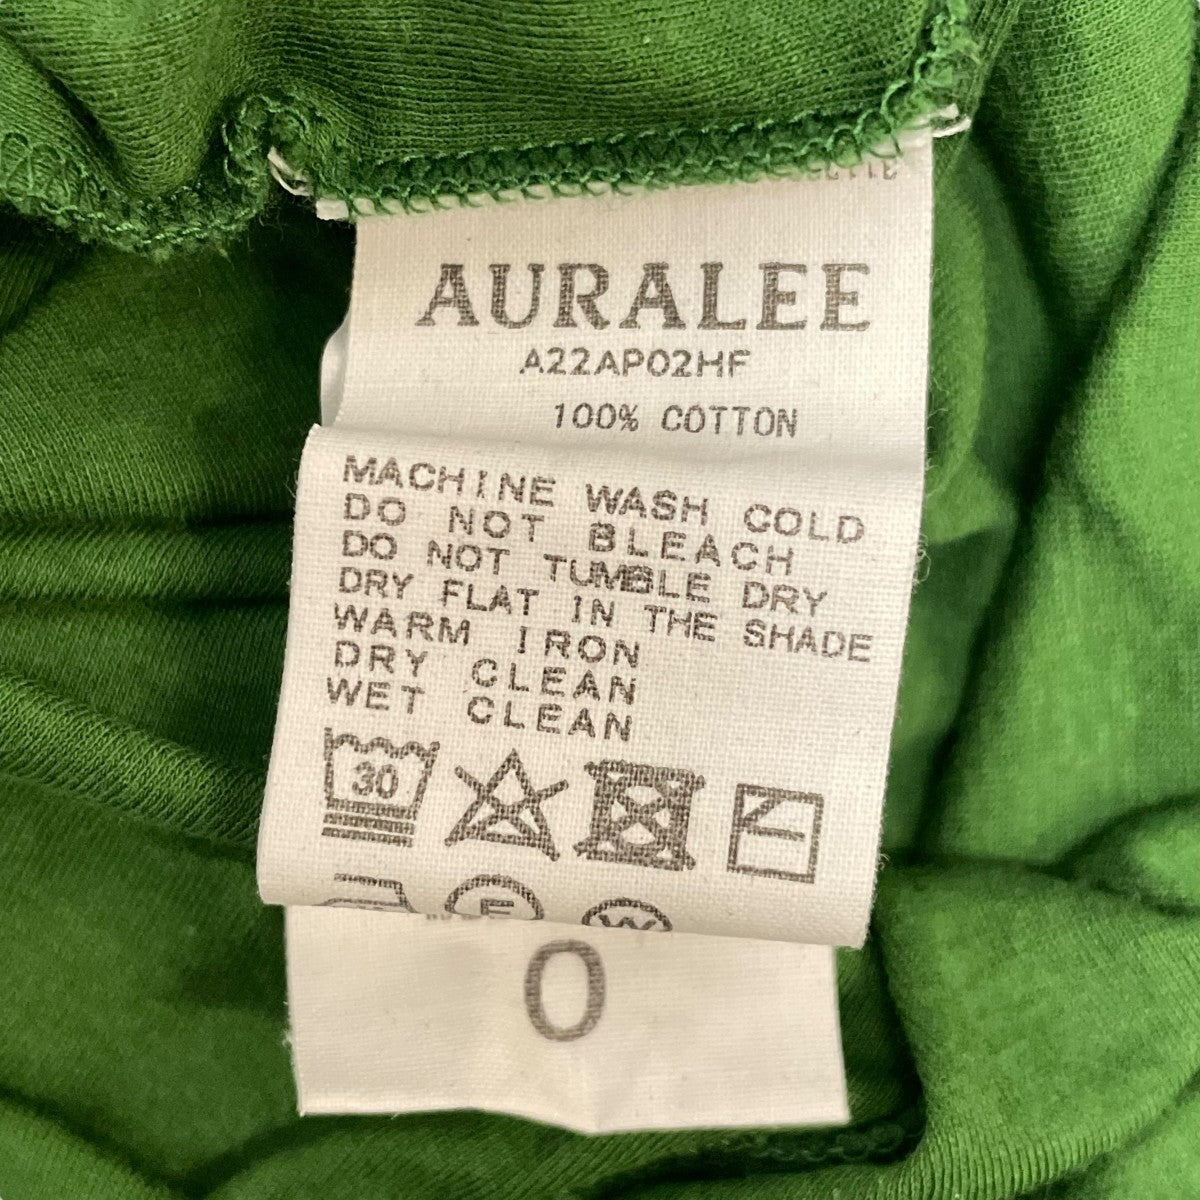 AURALEE
A22AP02HF
100% COTTON
MACHINE WASH COLD
DO NOT BLEACH
DO NOT TUMBLE DRY
DRY FLAT IN THE SHADE
WARM IRON
DRY CLEAN
WET CLEAN
30
F
W
0